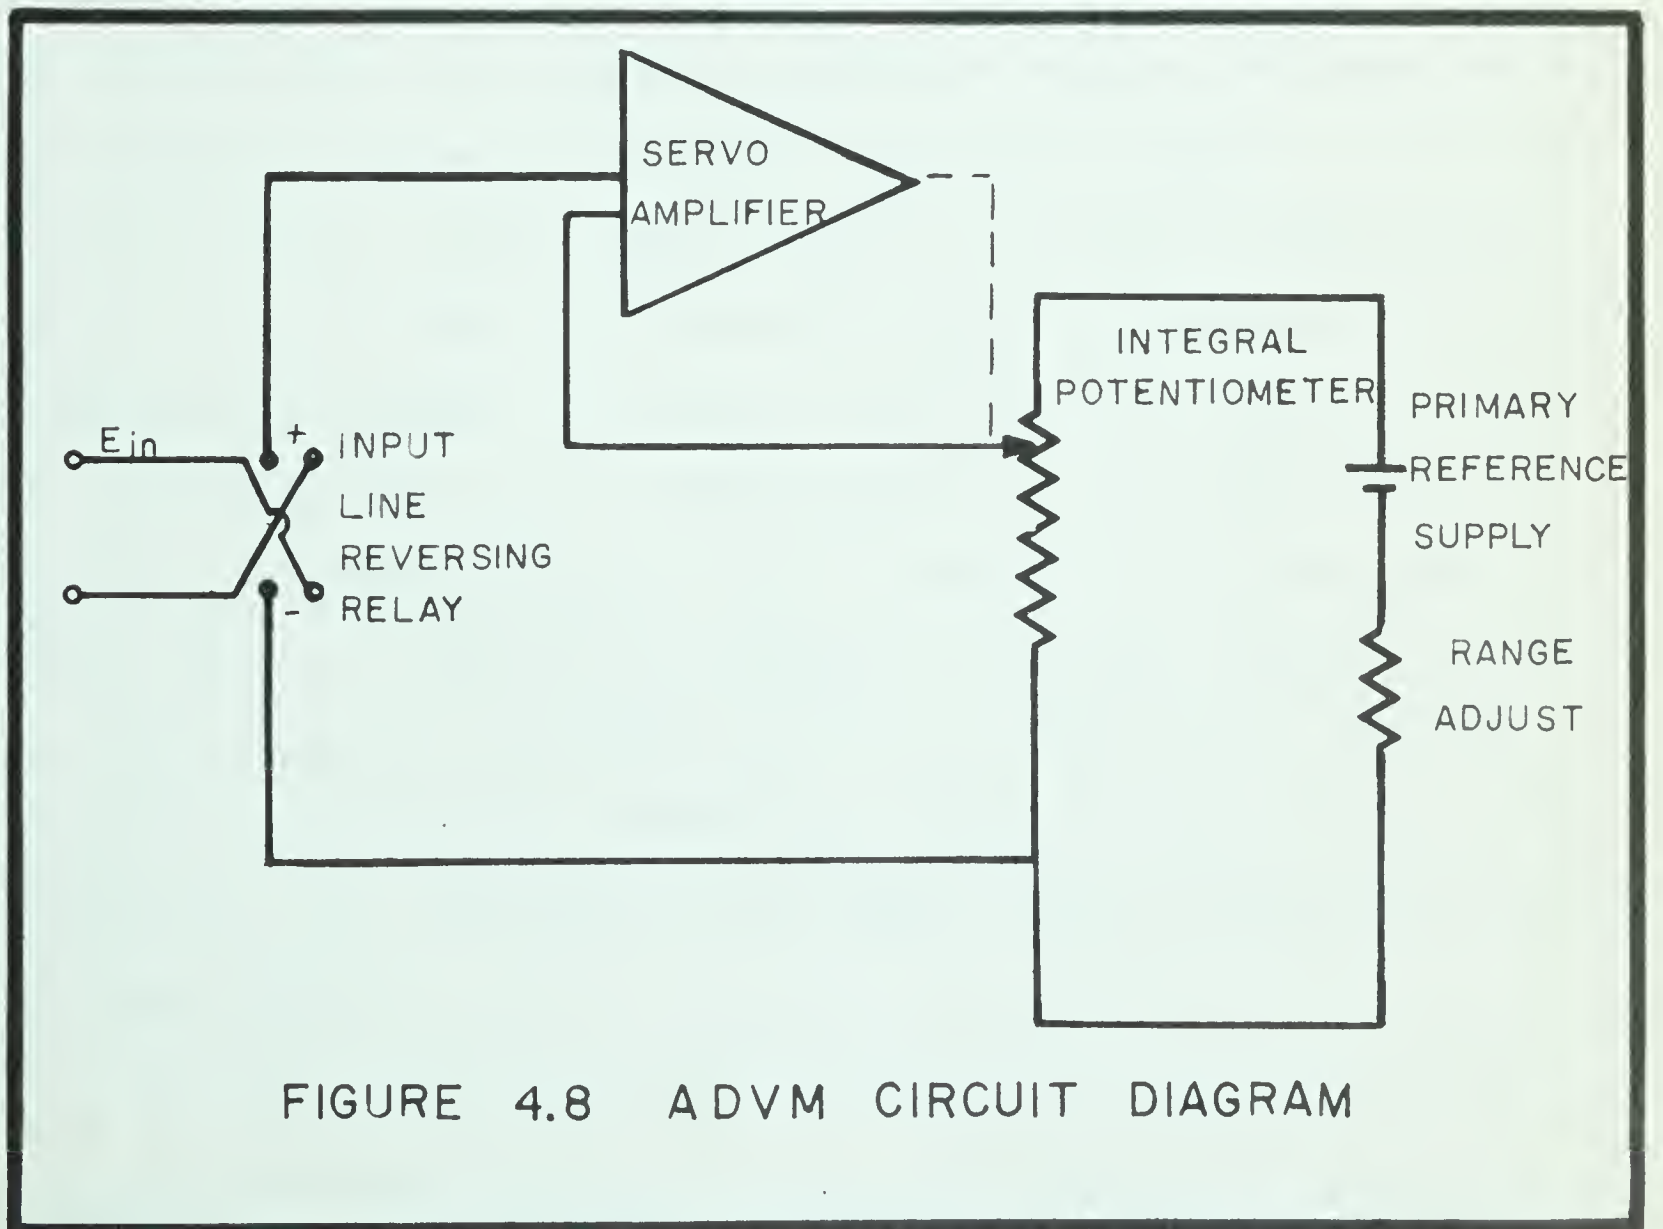 SERVO
AMPLIFIER
INTEGRAL
POTENTIOMETER
PRIMARY
REFERENCE
SUPPLY
Ein
+
INPUT
LINE
REVERSING
RELAY
-
RANGE
ADJUST
FIGURE 4.8 ADVM CIRCUIT DIAGRAM